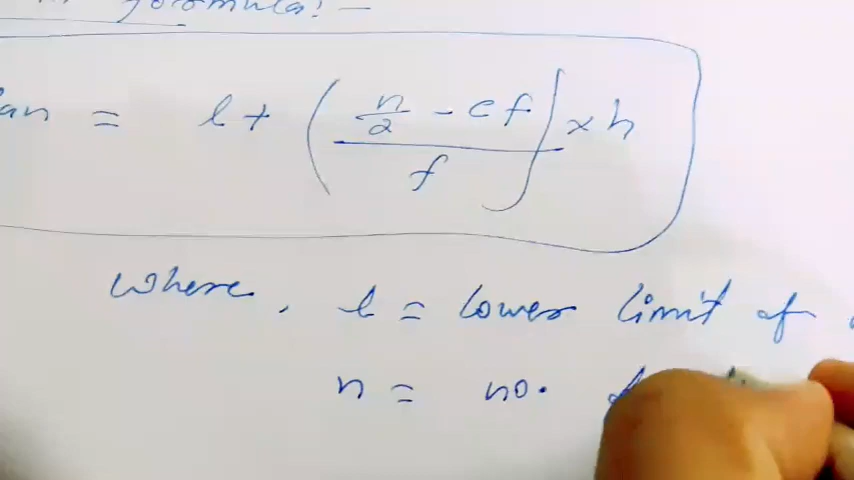 formula! -
an = l + ( n/2 - cf / f ) x h
where, l = lower limit of
n = no.